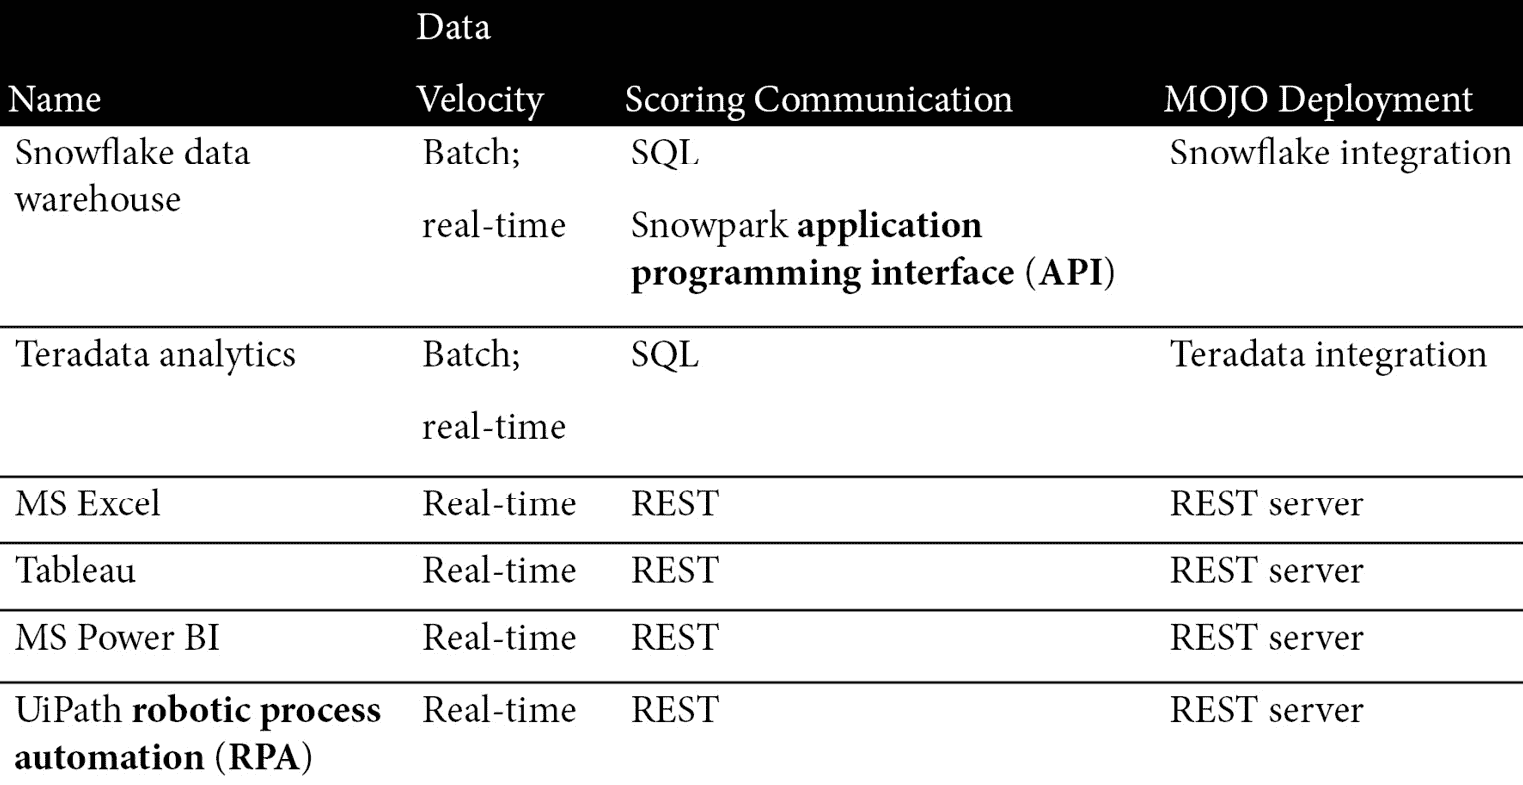 Name Data Velocity Scoring Communication MOJO Deployment
Snowflake data warehouse
Batch;
real-time
SQL
Snowpark application
programming interface (API)
Snowflake integration
Teradata analytics
Batch;
real-time
SQL
Teradata integration
MS Excel Real-time REST REST server
Tableau Real-time REST REST server
MS Power BI Real-time REST REST server
UiPath robotic process
automation (RPA)
Real-time REST REST server